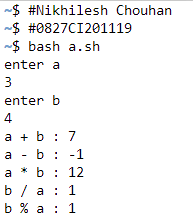 ~$ #Nikhilesh Chouhan
~$ #0827CI201119
~$ bash a.sh
enter a
3
enter b
4
a + b : 7
a - b : -1
a * b : 12
b / a : 1
b % a : 1